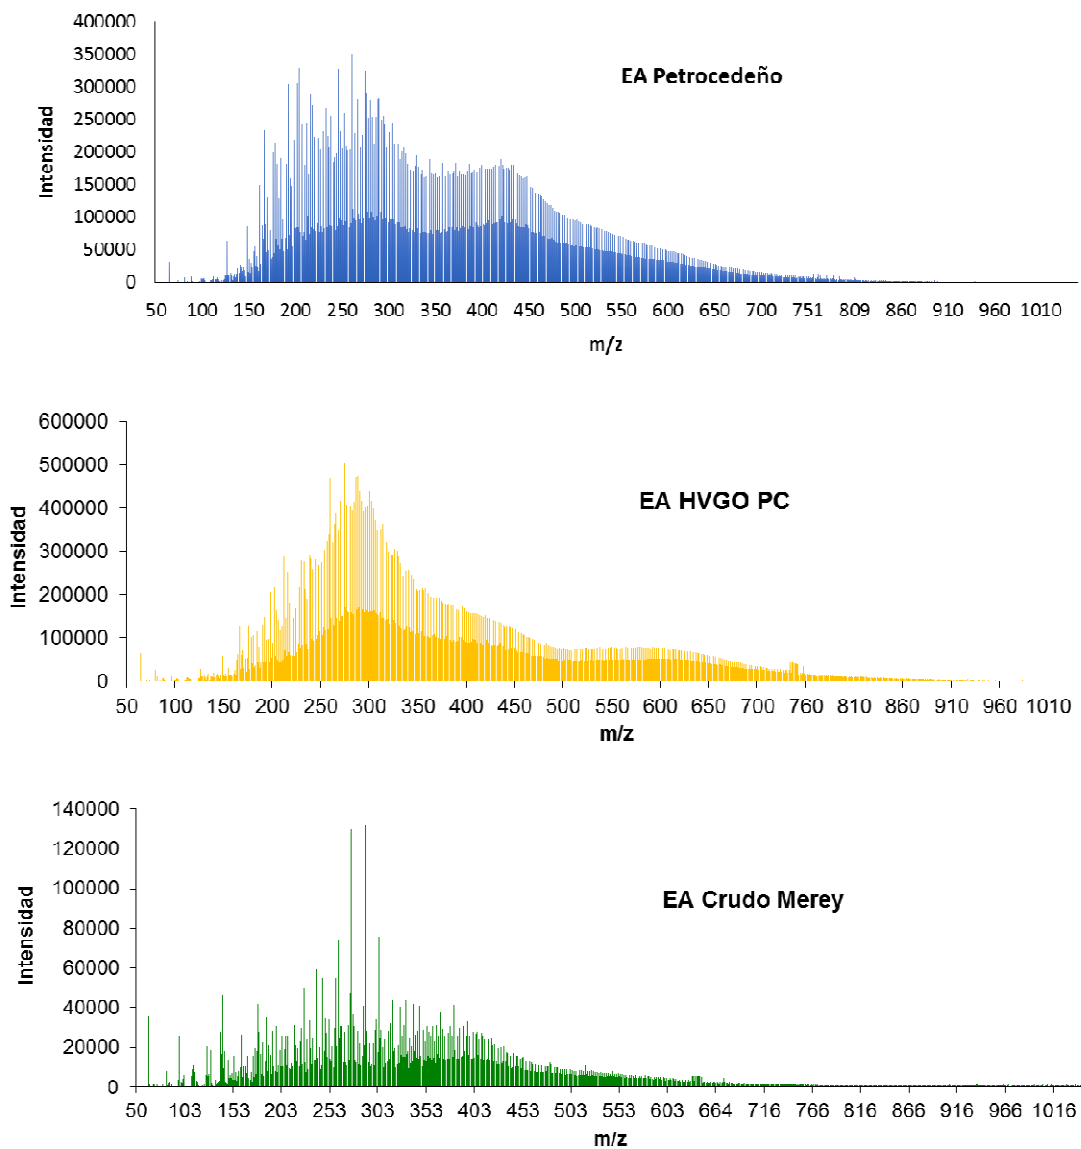 400000
350000
300000
250000
200000
150000
100000
50000
0
Intensidad
EA Petrocedeño
50 100 150 200 250 300 350 400 450 500 550 600 650 700 751 809 860 910 960 1010
m/z
600000
500000
400000
300000
200000
100000
0
Intensidad
EA HVGO PC
50 100 150 200 250 300 350 400 450 500 550 600 650 700 760 810 860 910 960 1010
m/z
140000
120000
100000
80000
60000
40000
20000
0
Intensidad
EA Crudo Merey
50 103 153 203 253 303 353 403 453 503 553 603 664 716 766 816 866 916 966 1016
m/z